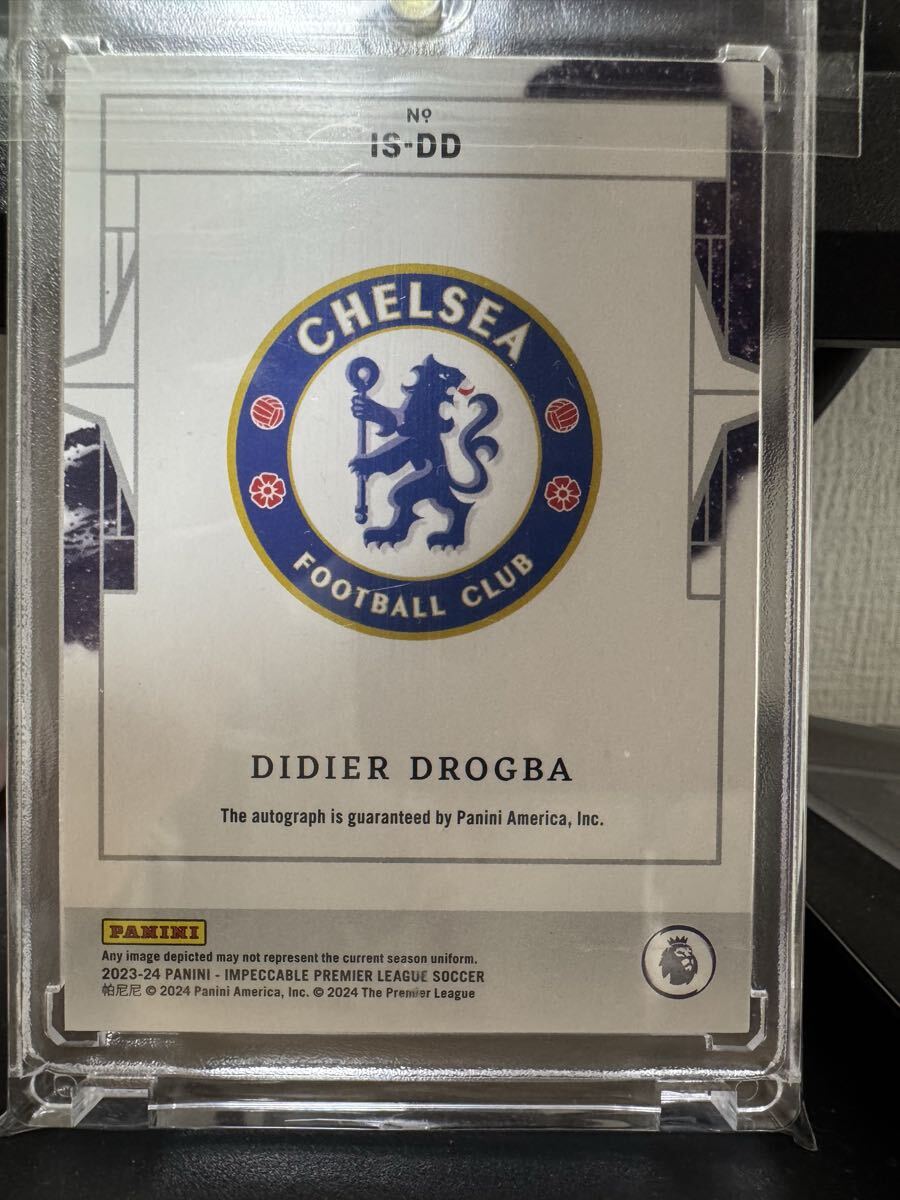 Nº
IS-DD
CHELSEA
FOOTBALL CLUB
DIDIER DROGBA
The autograph is guaranteed by Panini America, Inc.
PANINI
Any image depicted may not represent the current season uniform.
2023-24 PANINI - IMPECCABLE PREMIER LEAGUE SOCCER
帕尼尼 © 2024 Panini America, Inc. © 2024 The Premier League